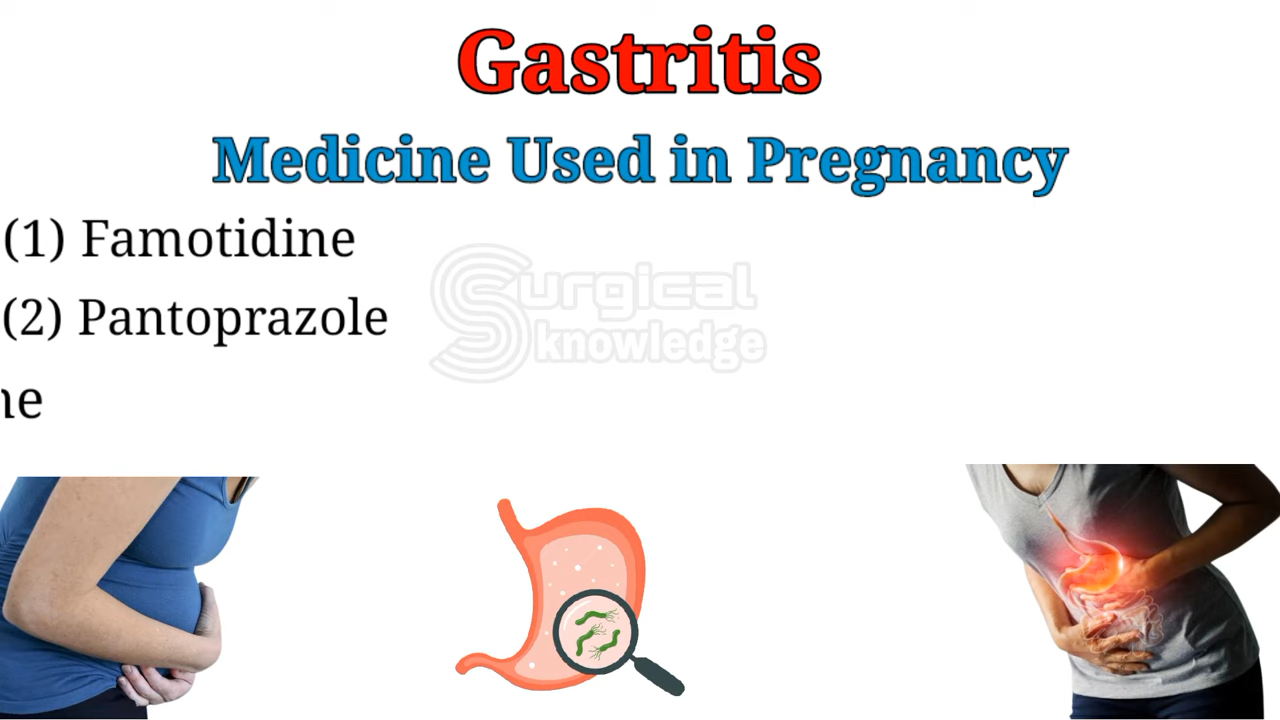 Gastritis
Medicine Used in Pregnancy
(1) Famotidine
(2) Pantoprazole
Surgical
knowledge
ne